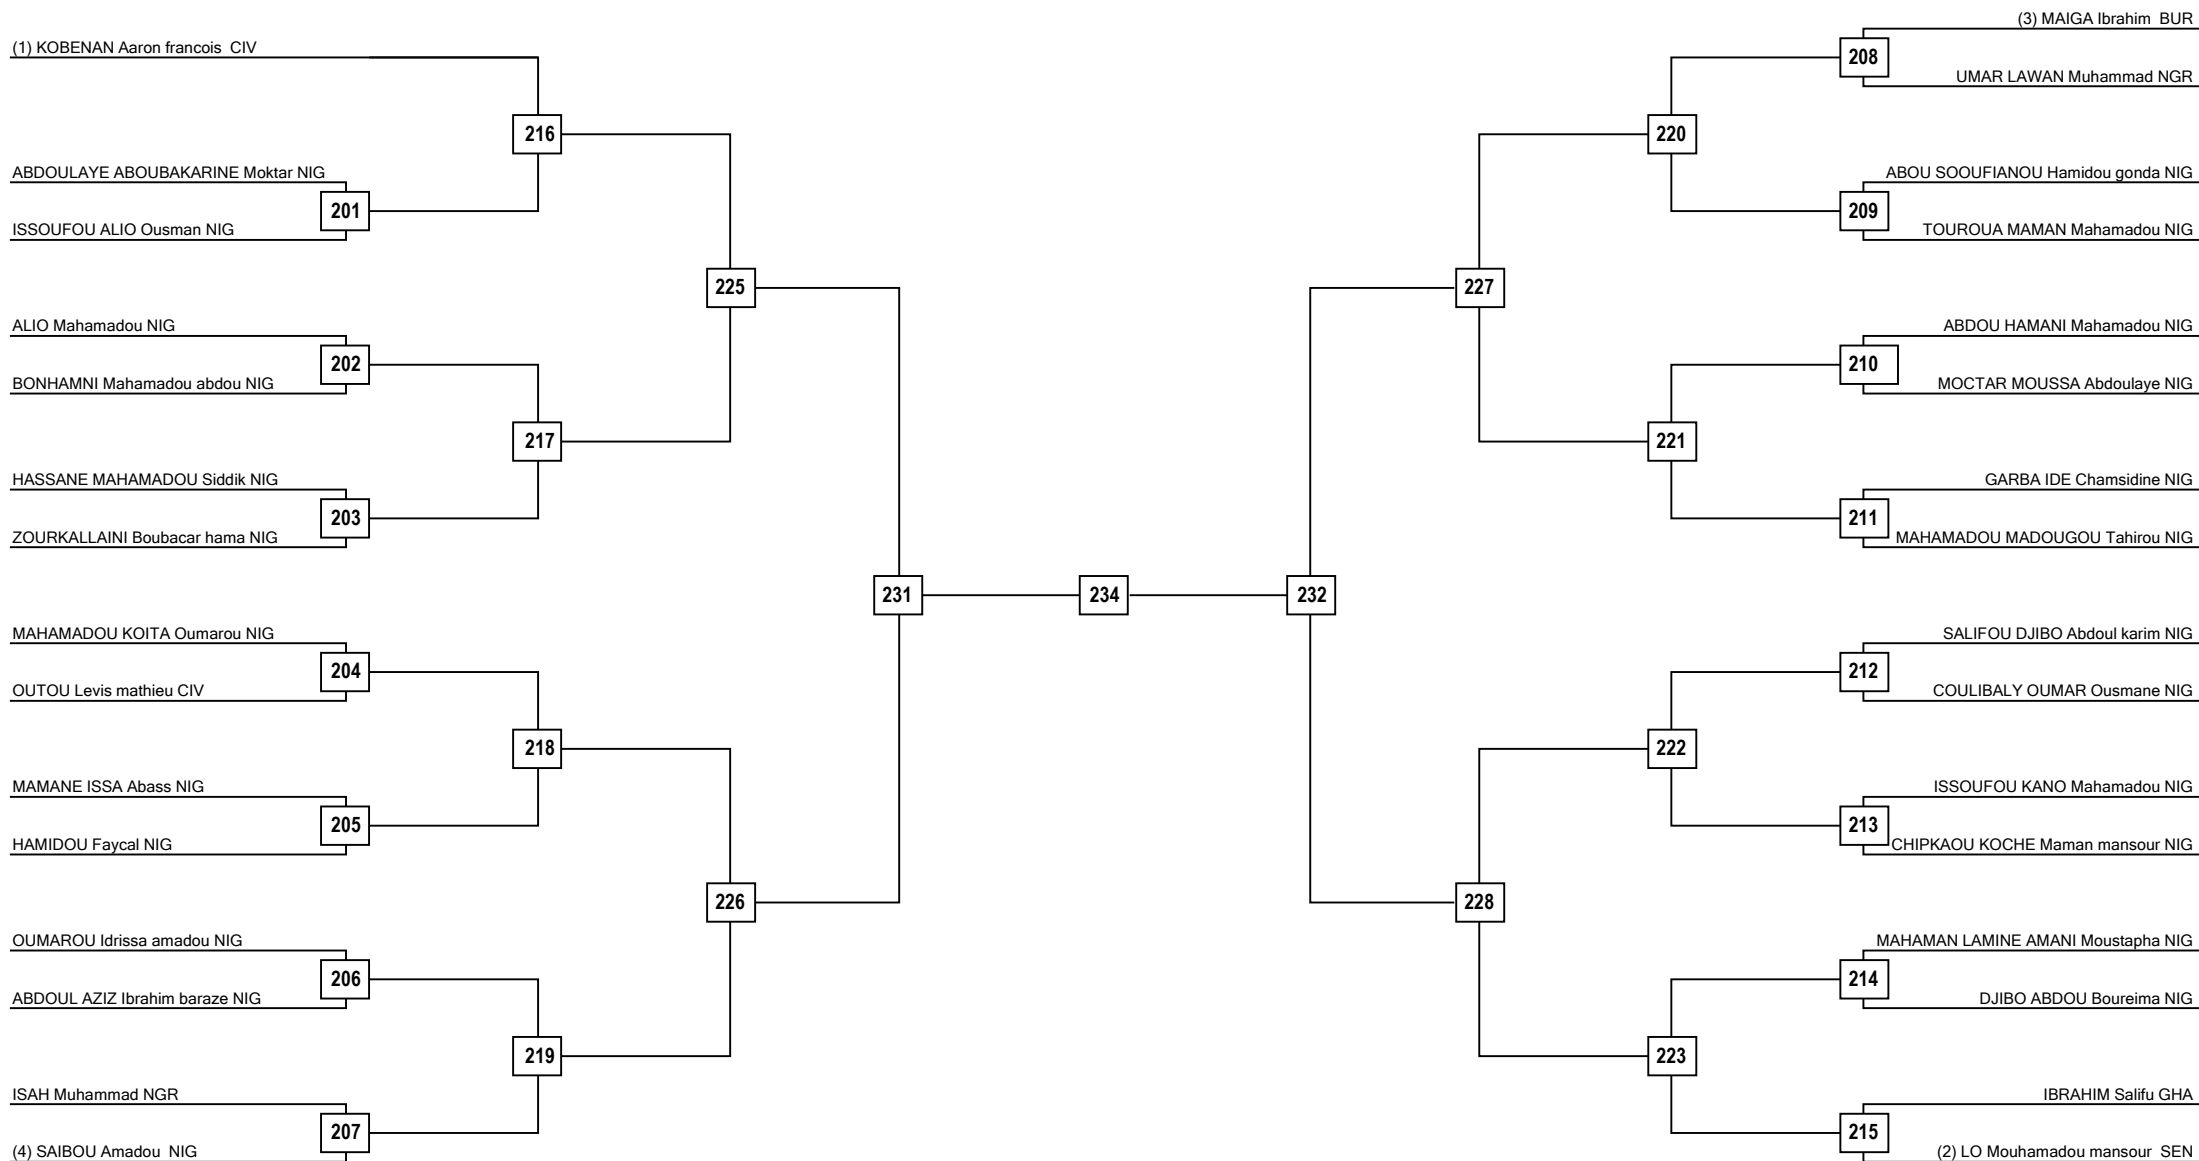 (3) MAIGA Ibrahim  BUR
(1) KOBENAN Aaron francois  CIV
208
UMAR LAWAN Muhammad NGR
216
220
ABDOULAYE ABOUBAKARINE Moktar NIG
ABOU SOOUFIANOU Hamidou gonda NIG
201
209
ISSOUFOU ALIO Ousman NIG
TOUROUA MAMAN Mahamadou NIG
225
227
ALIO Mahamadou NIG
ABDOU HAMANI Mahamadou NIG
202
210
BONHAMNI Mahamadou abdou NIG
MOCTAR MOUSSA Abdoulaye NIG
217
221
HASSANE MAHAMADOU Siddik NIG
GARBA IDE Chamsidine NIG
203
211
ZOURKALLAINI Boubacar hama NIG
MAHAMADOU MADOUGOU Tahirou NIG
231
234
232
MAHAMADOU KOITA Oumarou NIG
SALIFOU DJIBO Abdoul karim NIG
204
212
OUTOU Levis mathieu CIV
COULIBALY OUMAR Ousmane NIG
218
222
MAMANE ISSA Abass NIG
ISSOUFOU KANO Mahamadou NIG
205
213
HAMIDOU Faycal NIG
CHIPKAOU KOCHE Maman mansour NIG
226
228
OUMAROU Idrissa amadou NIG
MAHAMAN LAMINE AMANI Moustapha NIG
206
214
ABDOUL AZIZ Ibrahim baraze NIG
DJIBO ABDOU Boureima NIG
219
223
ISAH Muhammad NGR
IBRAHIM Salifu GHA
207
215
(4) SAIBOU Amadou  NIG
(2) LO Mouhamadou mansour  SEN